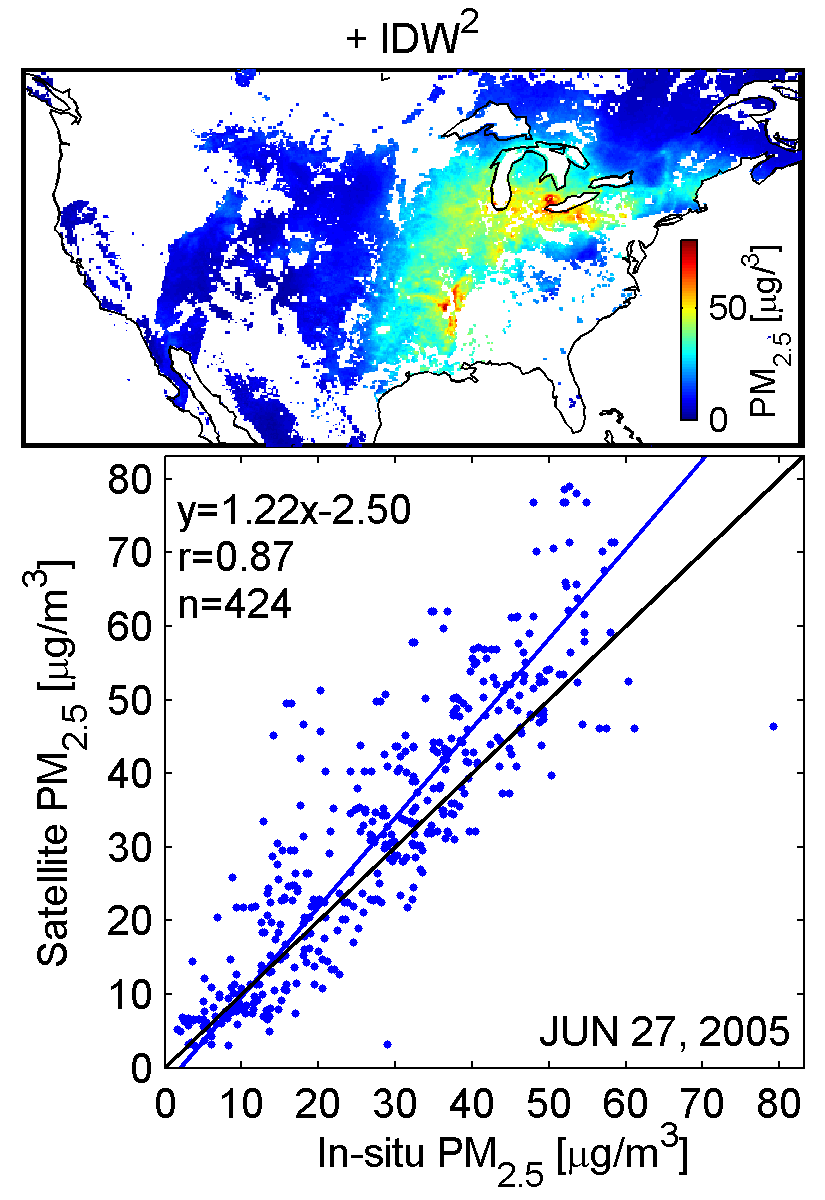 + IDW²
50
0
PM2.5 [μg/³]
80
70
60
50
40
30
20
10
0
Satellite PM2.5 [μg/m³]
y=1.22x-2.50
r=0.87
n=424
JUN 27, 2005
0 10 20 30 40 50 60 70 80
In-situ PM2.5 [μg/m³]